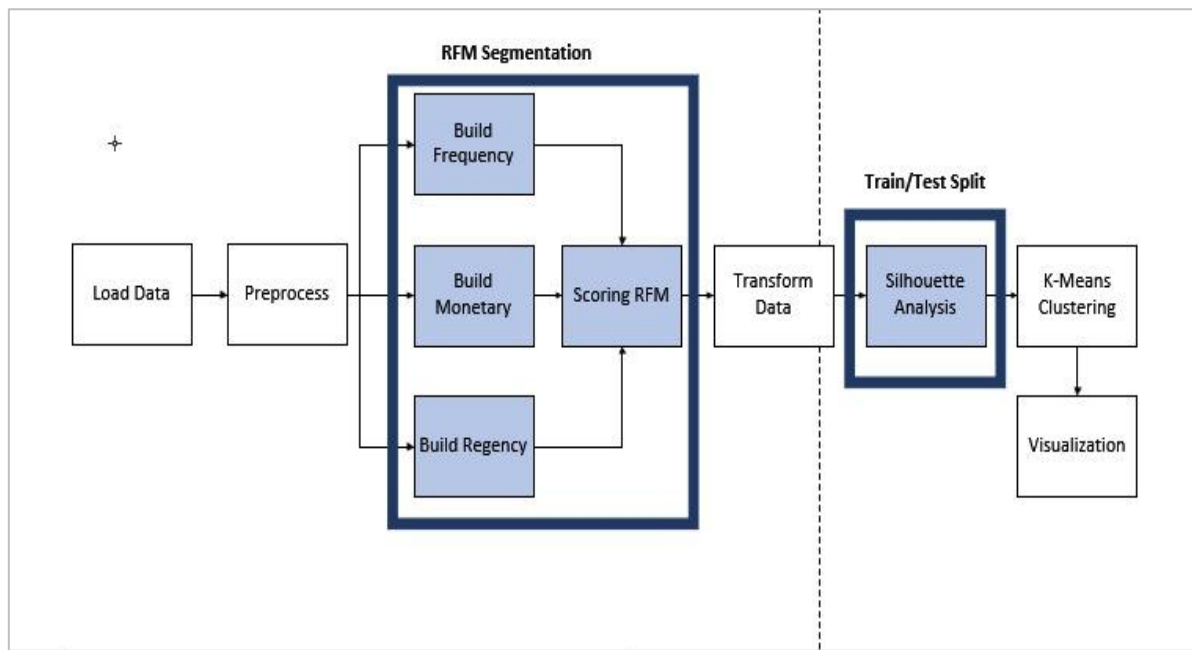 RFM Segmentation
Build
Frequency
Train/Test Split
Load Data
Preprocess
Build
Monetary
Scoring RFM
Transform
Data
Silhouette
Analysis
K-Means
Clustering
Build Regency
Visualization